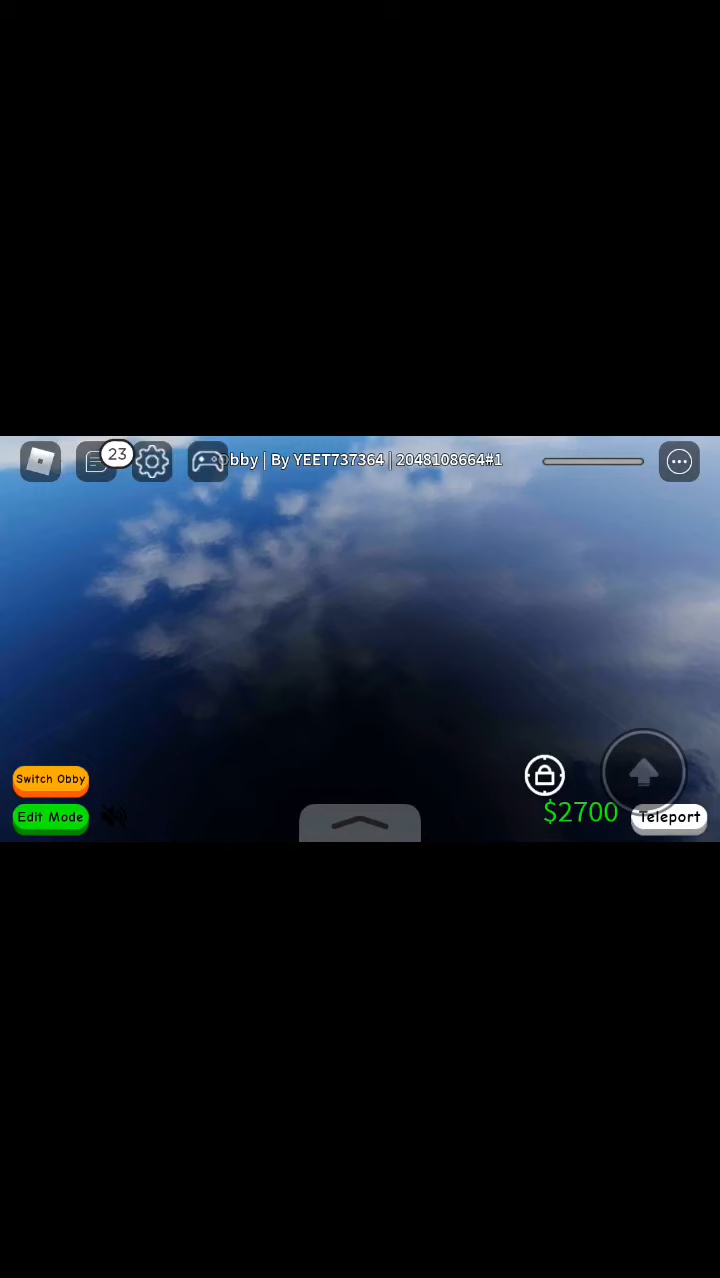 23
bby | By YEET737364 | 2048108664#1
Switch Obby
Edit Mode
$2700
Teleport